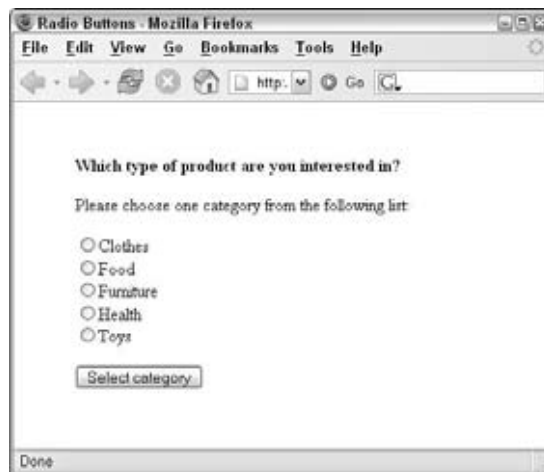 Radio Buttons - Mozilla Firefox
File Edit View Go Bookmarks Tools Help
http:. Go G
Which type of product are you interested in?
Please choose one category from the following list:
Clothes
Food
Furniture
Health
Toys
Select category
Done